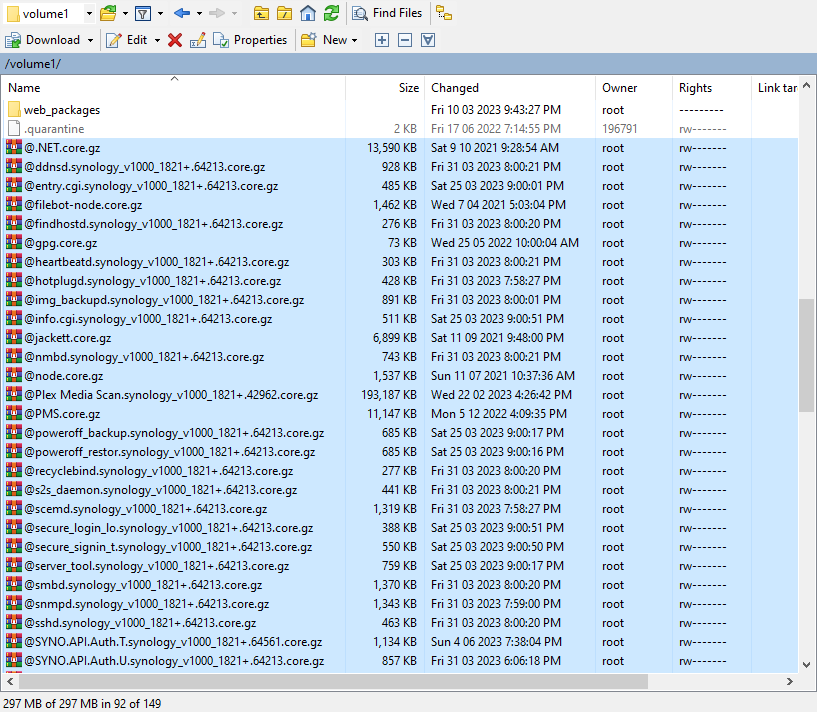 volume1 Find Files
Download Edit Properties New
/volume1/
Name Size Changed Owner Rights Link tar
web_packages Fri 10 03 2023 9:43:27 PM root ---------
.quarantine 2 KB Fri 17 06 2022 7:14:55 PM 196791 rw-------
@.NET.core.gz 13,590 KB Sat 9 10 2021 9:28:54 AM root rw-------
@ddnsd.synology_v1000_1821+.64213.core.gz 928 KB Fri 31 03 2023 8:00:21 PM root rw-------
@entry.cgi.synology_v1000_1821+.64213.core.gz 485 KB Sat 25 03 2023 9:00:01 PM root rw-------
@filebot-node.core.gz 1,462 KB Wed 7 04 2021 5:03:04 PM root rw-------
@findhostd.synology_v1000_1821+.64213.core.gz 276 KB Fri 31 03 2023 8:00:20 PM root rw-------
@gpg.core.gz 73 KB Wed 25 05 2022 10:00:04 AM root rw-------
@heartbeatd.synology_v1000_1821+.64213.core.gz 303 KB Fri 31 03 2023 8:00:21 PM root rw-------
@hotplugd.synology_v1000_1821+.64213.core.gz 428 KB Fri 31 03 2023 7:58:27 PM root rw-------
@img_backupd.synology_v1000_1821+.64213.core.gz 891 KB Fri 31 03 2023 8:00:01 PM root rw-------
@info.cgi.synology_v1000_1821+.64213.core.gz 511 KB Sat 25 03 2023 9:00:51 PM root rw-------
@jackett.core.gz 6,899 KB Sat 11 09 2021 9:48:00 PM root rw-------
@nmbd.synology_v1000_1821+.64213.core.gz 743 KB Fri 31 03 2023 8:00:21 PM root rw-------
@node.core.gz 1,537 KB Sun 11 07 2021 10:37:36 AM root rw-------
@Plex Media Scan.synology_v1000_1821+.42962.core.gz 193,187 KB Wed 22 02 2023 4:26:42 PM root rw-------
@PMS.core.gz 11,147 KB Mon 5 12 2022 4:09:35 PM root rw-------
@poweroff_backup.synology_v1000_1821+.64213.core.gz 685 KB Sat 25 03 2023 9:00:17 PM root rw-------
@poweroff_restor.synology_v1000_1821+.64213.core.gz 685 KB Sat 25 03 2023 9:00:16 PM root rw-------
@recyclebind.synology_v1000_1821+.64213.core.gz 277 KB Fri 31 03 2023 8:00:20 PM root rw-------
@s2s_daemon.synology_v1000_1821+.64213.core.gz 441 KB Fri 31 03 2023 8:00:21 PM root rw-------
@scemd.synology_v1000_1821+.64213.core.gz 1,319 KB Fri 31 03 2023 7:58:27 PM root rw-------
@secure_login_lo.synology_v1000_1821+.64213.core.gz 388 KB Sat 25 03 2023 9:00:51 PM root rw-------
@secure_signin_t.synology_v1000_1821+.64213.core.gz 550 KB Sat 25 03 2023 9:00:50 PM root rw-------
@server_tool.synology_v1000_1821+.64213.core.gz 759 KB Sat 25 03 2023 9:00:17 PM root rw-------
@smbd.synology_v1000_1821+.64213.core.gz 1,370 KB Fri 31 03 2023 8:00:20 PM root rw-------
@snmpd.synology_v1000_1821+.64213.core.gz 1,343 KB Fri 31 03 2023 7:59:00 PM root rw-------
@sshd.synology_v1000_1821+.64213.core.gz 463 KB Fri 31 03 2023 8:00:20 PM root rw-------
@SYNO.API.Auth.T.synology_v1000_1821+.64561.core.gz 1,134 KB Sun 4 06 2023 7:38:04 PM root rw-------
@SYNO.API.Auth.U.synology_v1000_1821+.64213.core.gz 857 KB Fri 31 03 2023 6:06:18 PM root rw-------
297 MB of 297 MB in 92 of 149